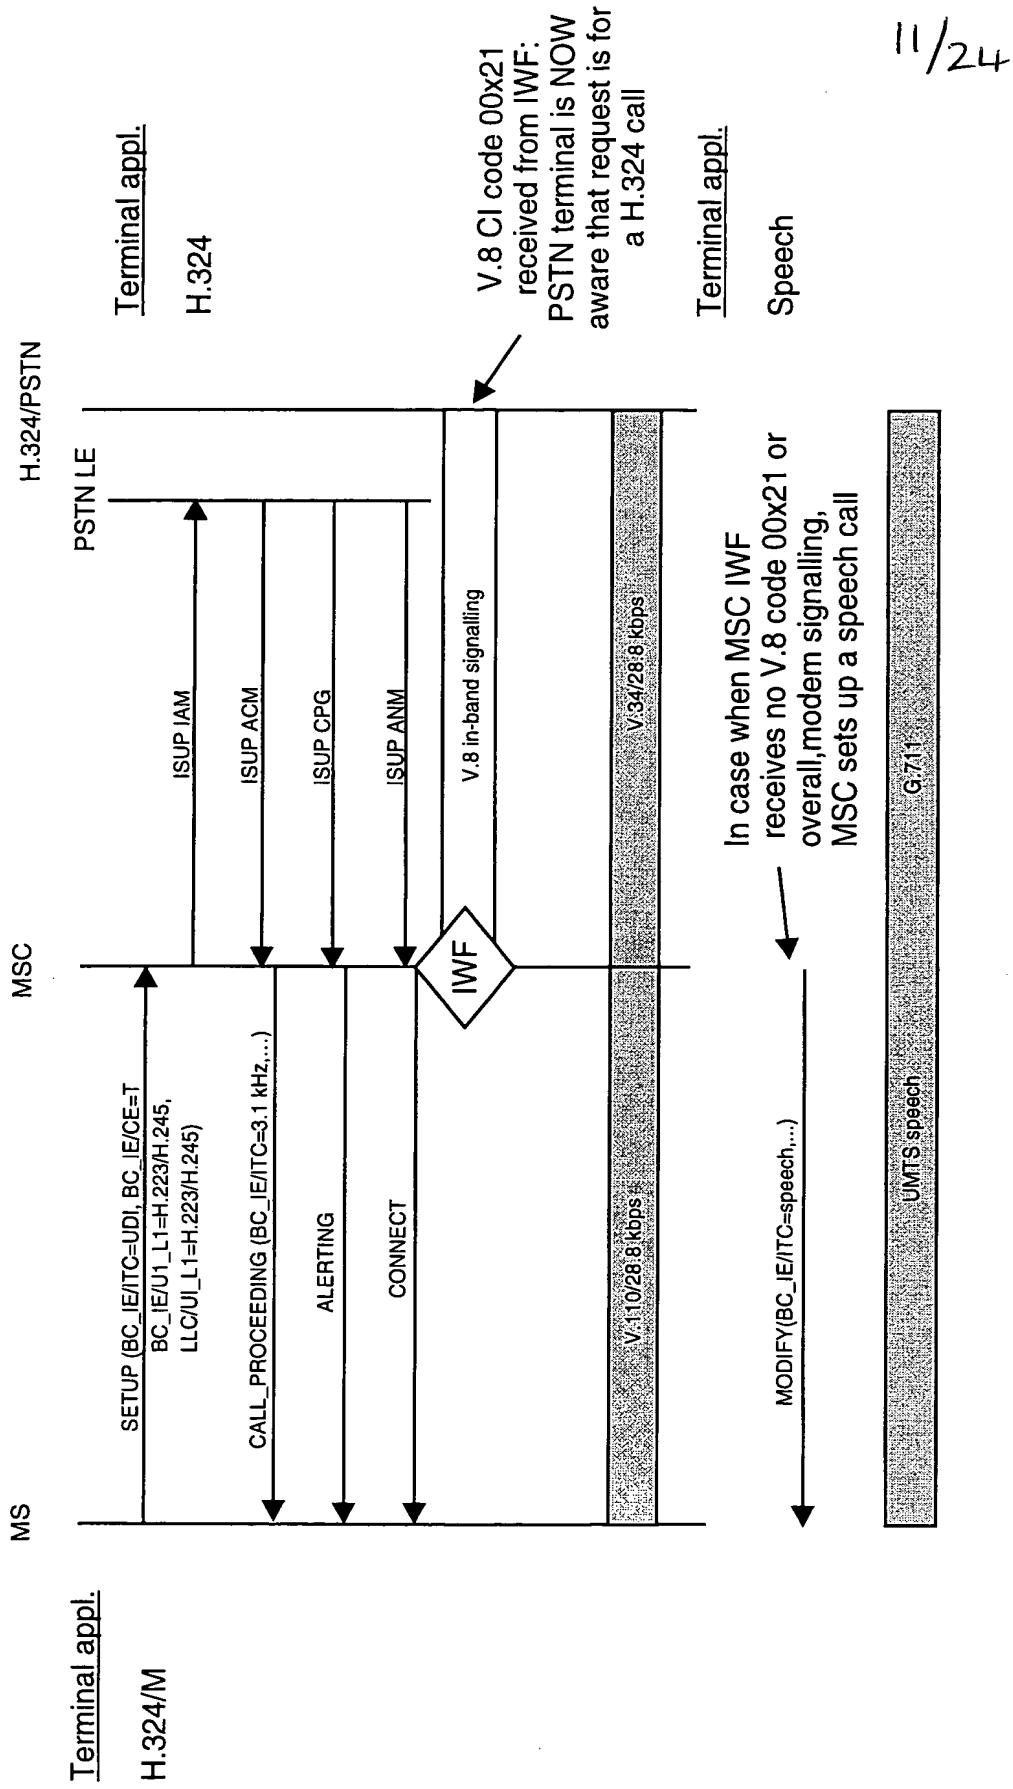 11/24
Terminal appl.
H.324/M
MS
MSC
PSTN LE
H.324/PSTN
Terminal appl.
H.324
SETUP (BC_IE/ITC=UDI, BC_IE/CE=T
BC_IE/U1_L1=H.223/H.245,
LLC/UI_L1=H.223/H.245)
ISUP IAM
ISUP ACM
CALL_PROCEEDING (BC_IE/ITC=3.1 kHz,...)
ISUP CPG
ALERTING
ISUP ANM
CONNECT
IWF
V.8 in-band signalling
V.8 CI code 00x21
received from IWF:
PSTN terminal is NOW
aware that request is for
a H.324 call
V.110/28.8 kbps
V.34/28.8 kbps
Terminal appl.
Speech
In case when MSC IWF
receives no V.8 code 00x21 or
overall,modem signalling,
MSC sets up a speech call
MODIFY(BC_IE/ITC=speech,...)
UMTS speech
G.711